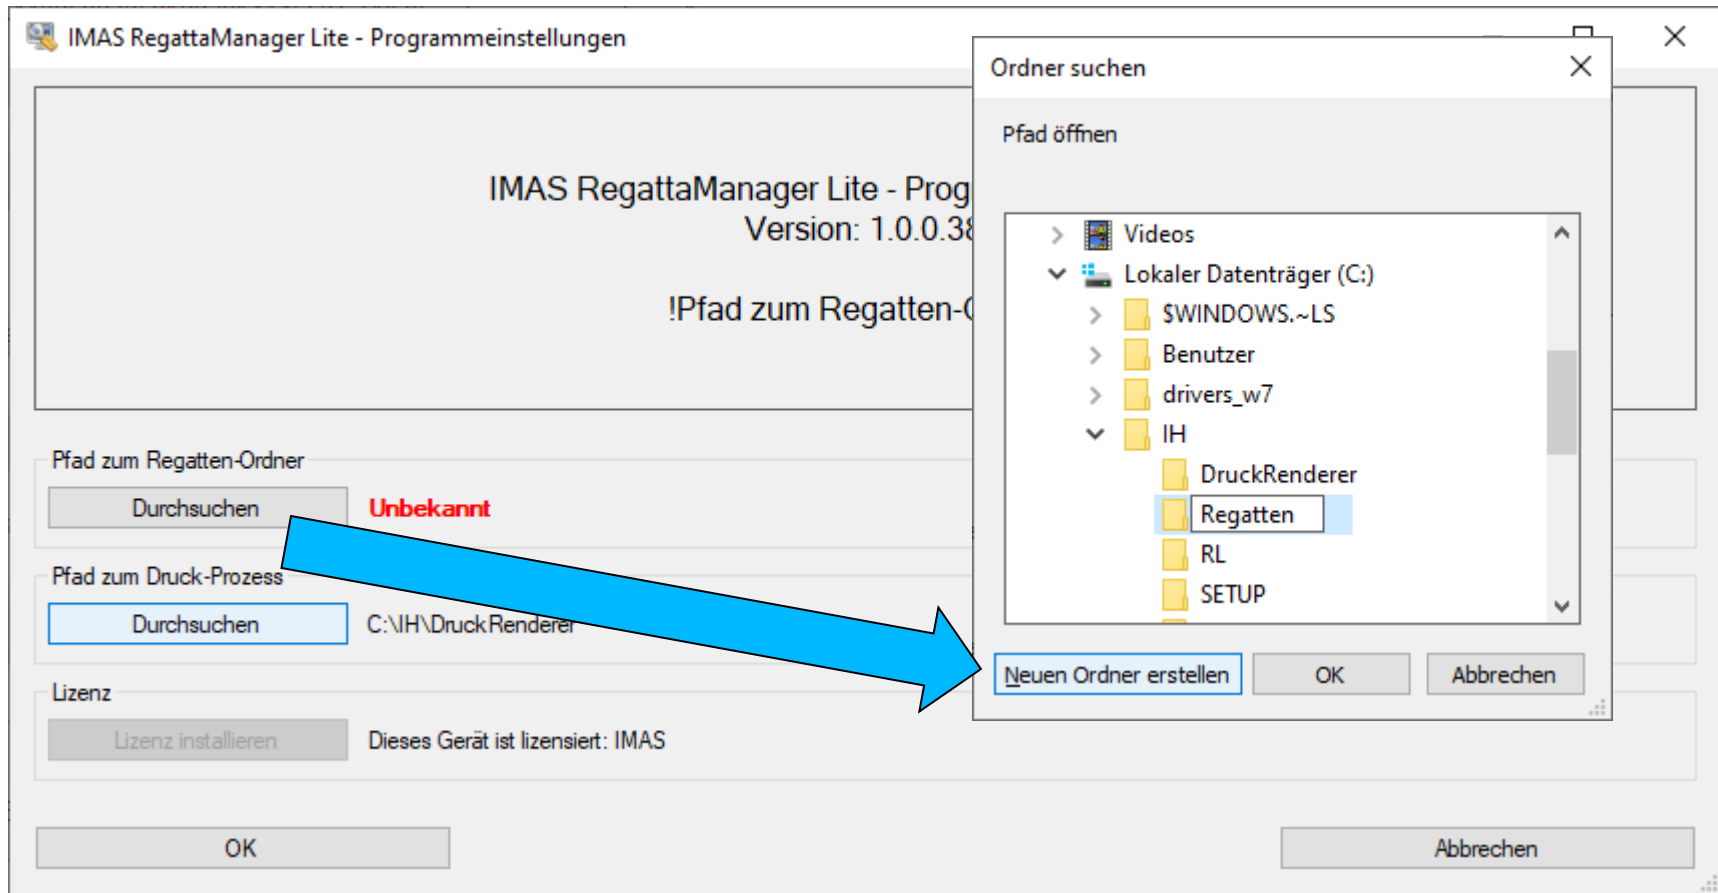 IMAS RegattaManager Lite - Programmeinstellungen
IMAS RegattaManager Lite - Prog
Version: 1.0.0.38
!Pfad zum Regatten-
Pfad zum Regatten-Ordner
Durchsuchen
Unbekannt
Pfad zum Druck-Prozess
Durchsuchen
C:\IH\DruckRenderer
Lizenz
Lizenz installieren
Dieses Gerät ist lizensiert: IMAS
OK
Abbrechen
Ordner suchen
Pfad öffnen
Videos
Lokaler Datenträger (C:)
$WINDOWS.~LS
Benutzer
drivers_w7
IH
DruckRenderer
Regatten
RL
SETUP
Neuen Ordner erstellen
OK
Abbrechen